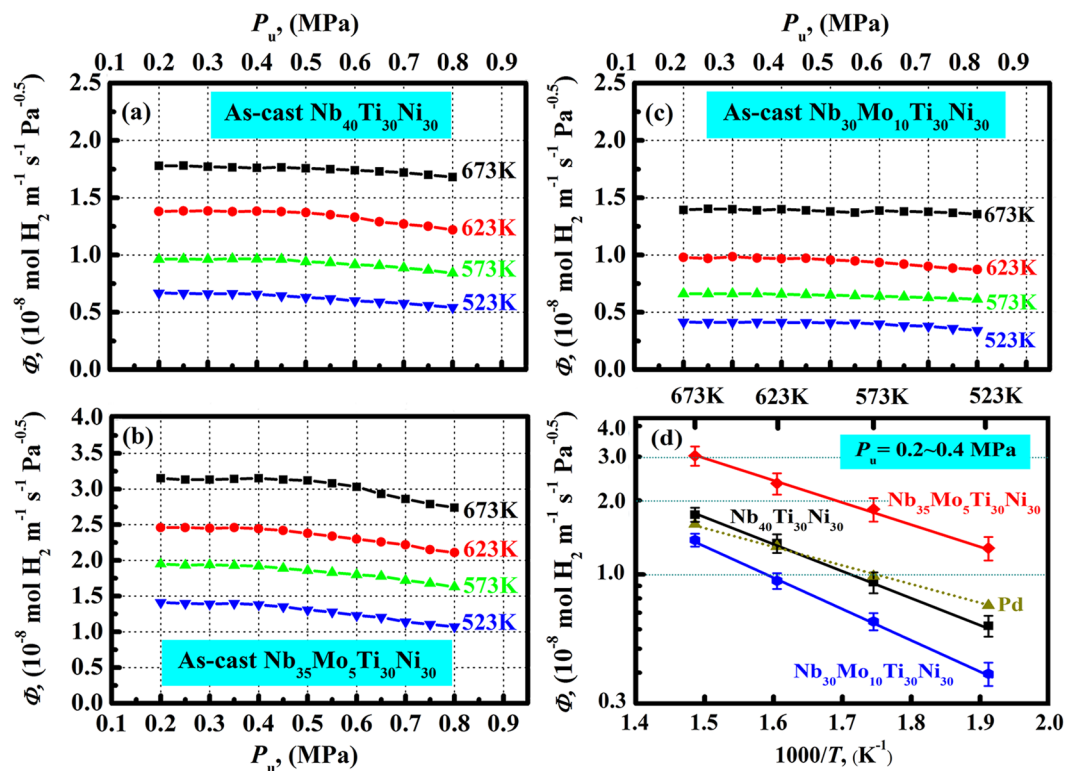 P_u, (MPa)
0.1 0.2 0.3 0.4 0.5 0.6 0.7 0.8 0.9
2.5
2.0
1.5
1.0
0.5
0.0
Φ, (10⁻⁸ mol H₂ m⁻¹ s⁻¹ Pa⁻⁰·⁵)
(a)
As-cast Nb₄₀Ti₃₀Ni₃₀
673K
623K
573K
523K
P_u, (MPa)
0.1 0.2 0.3 0.4 0.5 0.6 0.7 0.8 0.9
2.5
2.0
1.5
1.0
0.5
0.0
Φ, (10⁻⁸ mol H₂ m⁻¹ s⁻¹ Pa⁻⁰·⁵)
(c)
As-cast Nb₃₀Mo₁₀Ti₃₀Ni₃₀
673K
623K
573K
523K
4.0
3.5
3.0
2.5
2.0
1.5
1.0
0.5
0.0
Φ, (10⁻⁸ mol H₂ m⁻¹ s⁻¹ Pa⁻⁰·⁵)
(b)
673K
623K
573K
523K
As-cast Nb₃₅Mo₅Ti₃₀Ni₃₀
0.1 0.2 0.3 0.4 0.5 0.6 0.7 0.8 0.9
P_u, (MPa)
673K 623K 573K 523K
4.0
3.0
2.0
1.0
0.3
Φ, (10⁻⁸ mol H₂ m⁻¹ s⁻¹ Pa⁻⁰·⁵)
(d)
P_u = 0.2~0.4 MPa
Nb₃₅Mo₅Ti₃₀Ni₃₀
Nb₄₀Ti₃₀Ni₃₀
Pd
Nb₃₀Mo₁₀Ti₃₀Ni₃₀
1.4 1.5 1.6 1.7 1.8 1.9 2.0
1000/T, (K⁻¹)